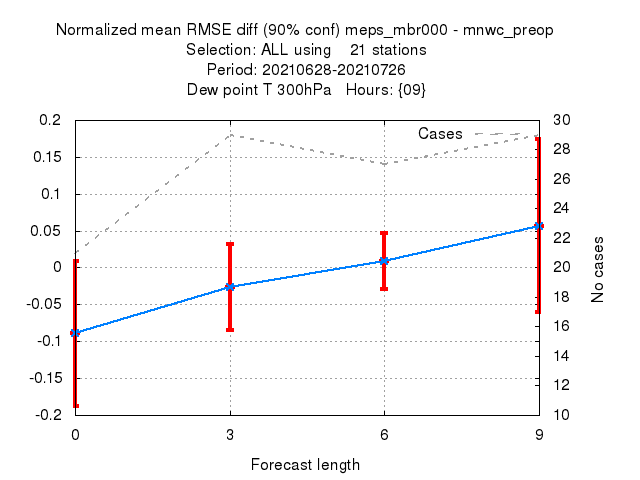 Normalized mean RMSE diff (90% conf) meps_mbr000 - mnwc_preop
Selection: ALL using    21 stations
Period: 20210628-20210726
Dew point T 300hPa   Hours: {09}
Cases
0.2
0.15
0.1
0.05
0
-0.05
-0.1
-0.15
-0.2
30
28
26
24
22
20
18
16
14
12
10
No cases
0 3 6 9
Forecast length